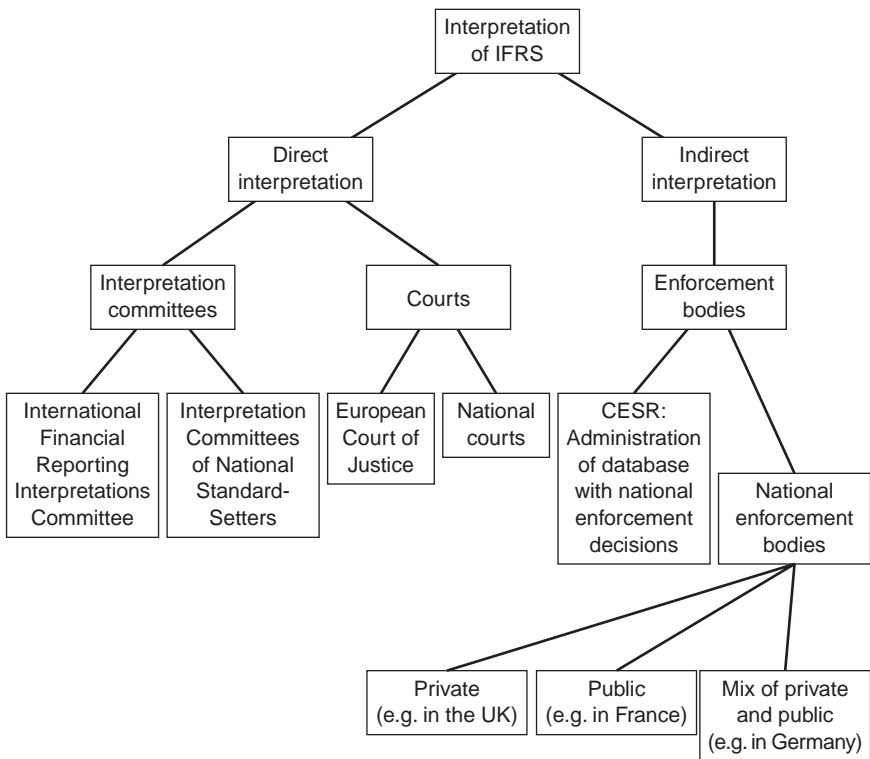 Interpretation
of IFRS
Direct
interpretation
Indirect
interpretation
Interpretation
committees
Courts
Enforcement
bodies
International
Financial
Reporting
Interpretations
Committee
Interpretation
Committees
of National
Standard-
Setters
European
Court of
Justice
National
courts
CESR:
Administration
of database
with national
enforcement
decisions
National
enforcement
bodies
Private
(e.g. in the UK)
Public
(e.g. in France)
Mix of private
and public
(e.g. in Germany)